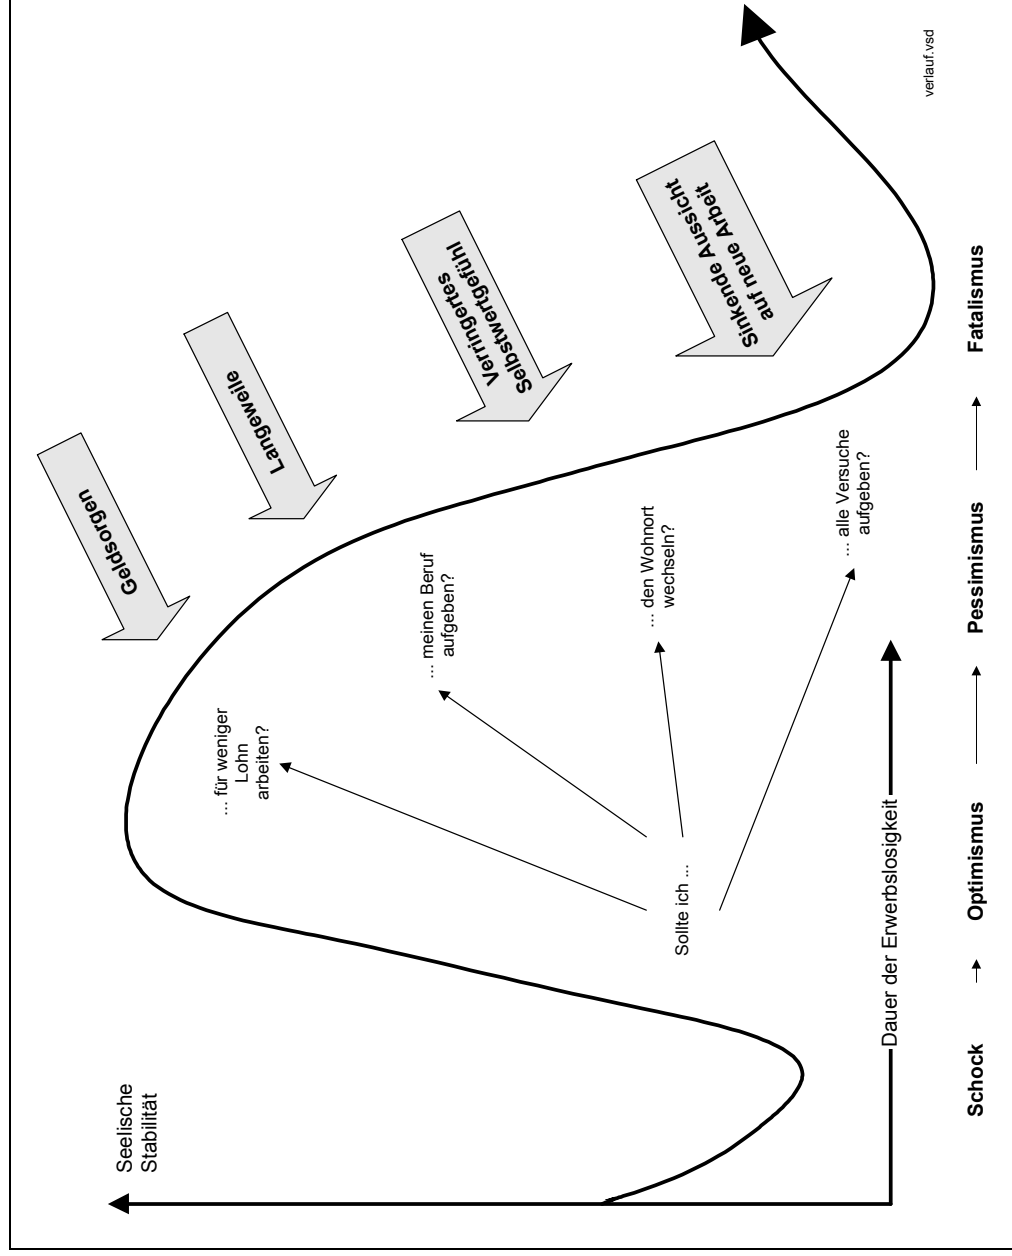 Seelische
Stabilität
Geldsorgen
Langeweile
Verringertes
Selbstwertgefühl
Sinkende Aussicht
auf neue Arbeit
... für weniger
Lohn
arbeiten?
... meinen Beruf
aufgeben?
... den Wohnort
wechseln?
... alle Versuche
aufgeben?
Sollte ich ...
Dauer der Erwerbslosigkeit
Schock
Optimismus
Pessimismus
Fatalismus
verlauf.vsd